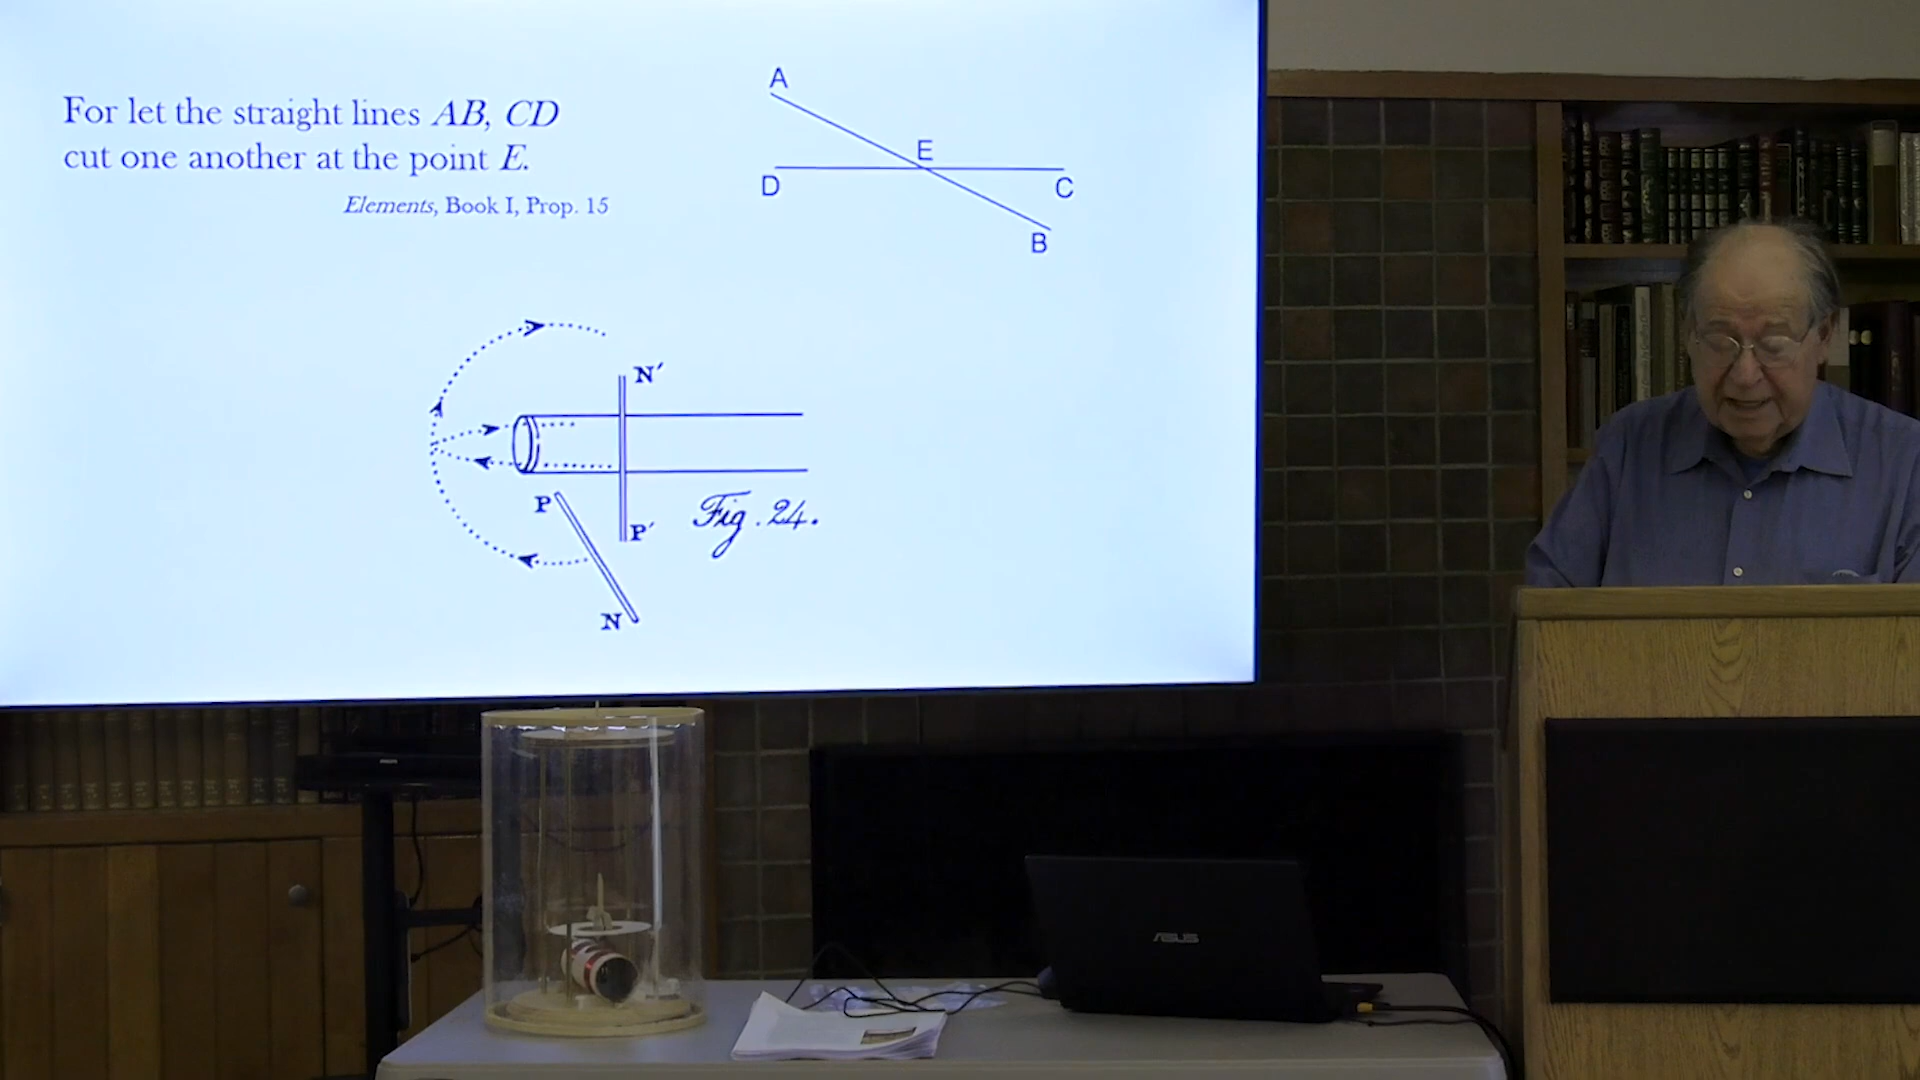 For let the straight lines AB, CD
cut one another at the point E.
Elements, Book I, Prop. 15
A
E
D
C
B
N′
P
P′
Fig. 24.
N
PHILIPS
ASUS